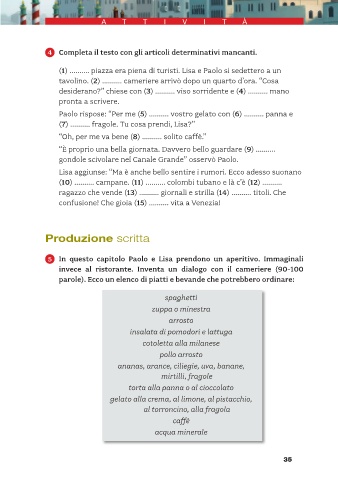 ATTIVITÀ
4 Completa il testo con gli articoli determinativi mancanti.
(1) .......... piazza era piena di turisti. Lisa e Paolo si sedettero a un
tavolino. (2) .......... cameriere arrivò dopo un quarto d'ora. "Cosa
desiderano?" chiese con (3) .......... viso sorridente e (4) .......... mano
pronta a scrivere.
Paolo rispose: "Per me (5) .......... vostro gelato con (6) .......... panna e
(7) .......... fragole. Tu cosa prendi, Lisa?"
"Oh, per me va bene (8) .......... solito caffè."
"È proprio una bella giornata. Davvero bello guardare (9) ..........
gondole scivolare nel Canale Grande" osservò Paolo.
Lisa aggiunse: "Ma è anche bello sentire i rumori. Ecco adesso suonano
(10) .......... campane. (11) .......... colombi tubano e là c'è (12) ..........
ragazzo che vende (13) .......... giornali e strilla (14) .......... titoli. Che
confusione! Che gioia (15) .......... vita a Venezia!
Produzione scritta
5 In questo capitolo Paolo e Lisa prendono un aperitivo. Immaginali
invece al ristorante. Inventa un dialogo con il cameriere (90-100
parole). Ecco un elenco di piatti e bevande che potrebbero ordinare:
spaghetti
zuppa o minestra
arrosto
insalata di pomodori e lattuga
cotoletta alla milanese
pollo arrosto
ananas, arance, ciliegie, uva, banane,
mirtilli, fragole
torta alla panna o al cioccolato
gelato alla crema, al limone, al pistacchio,
al torroncino, alla fragola
caffè
acqua minerale
35